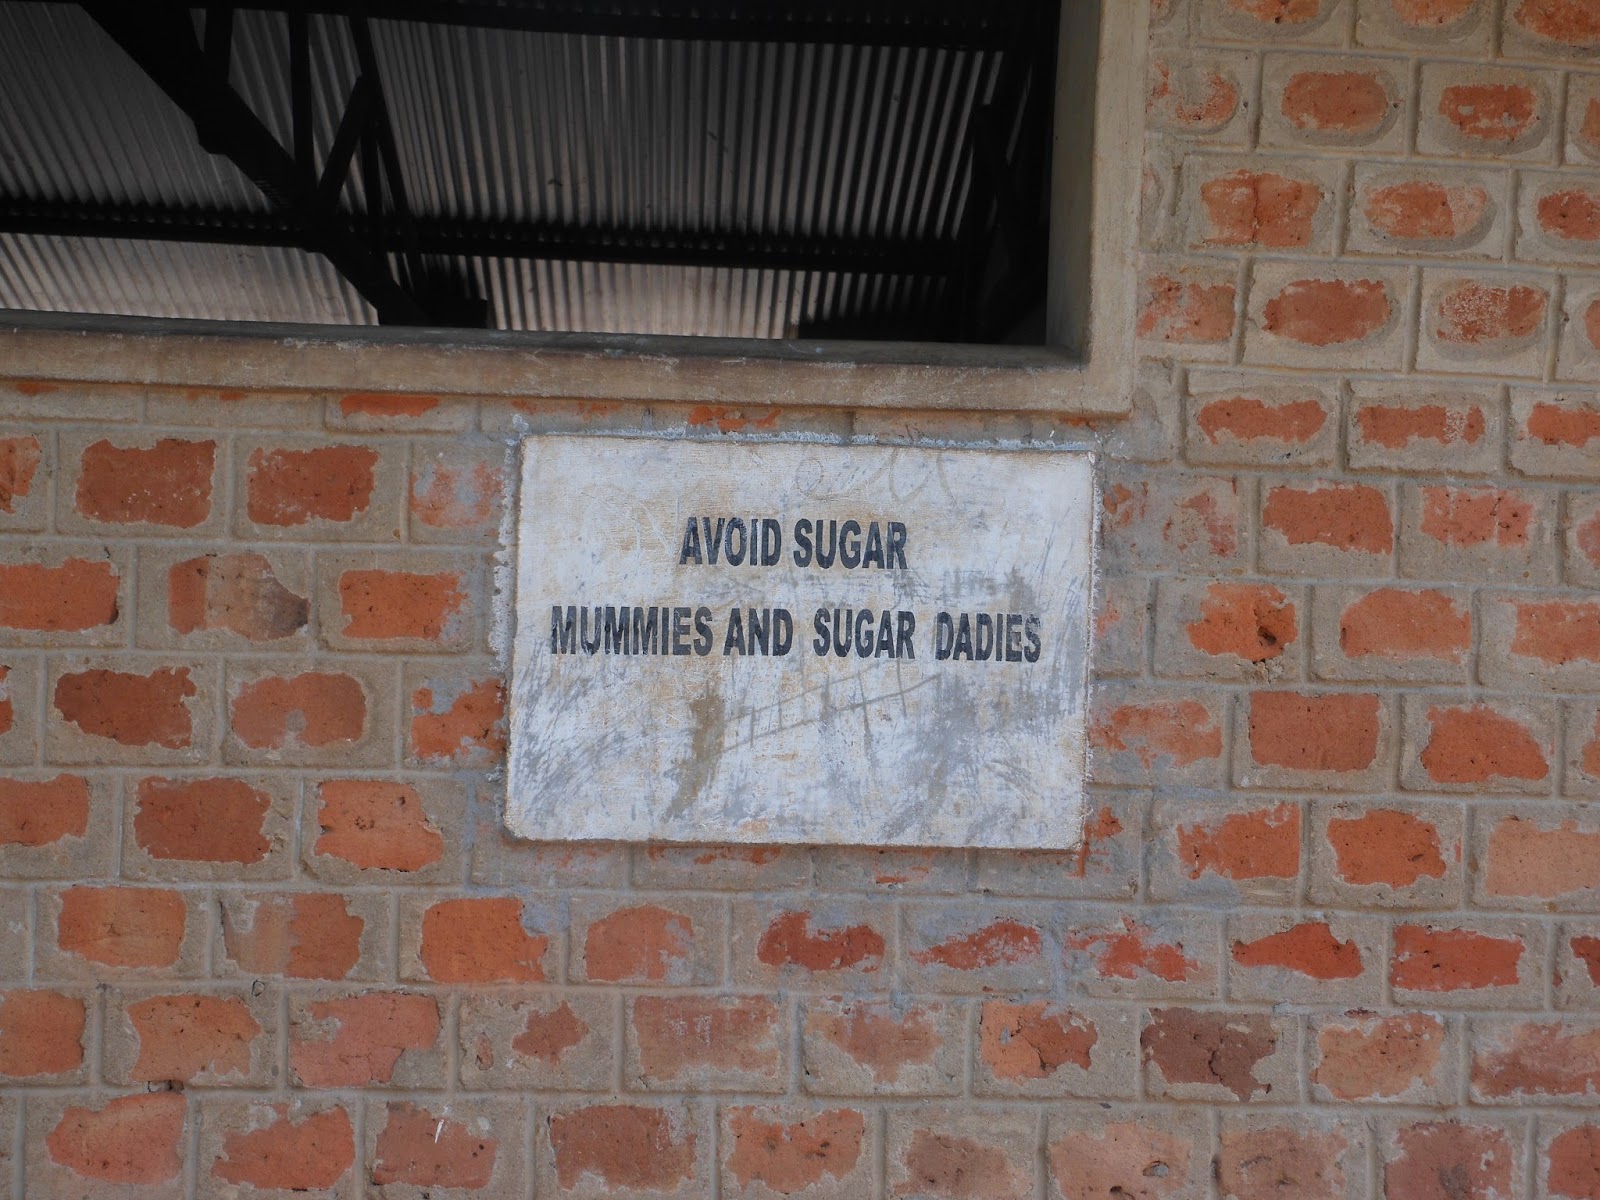 AVOID SUGAR
MUMMIES AND SUGAR DADIES